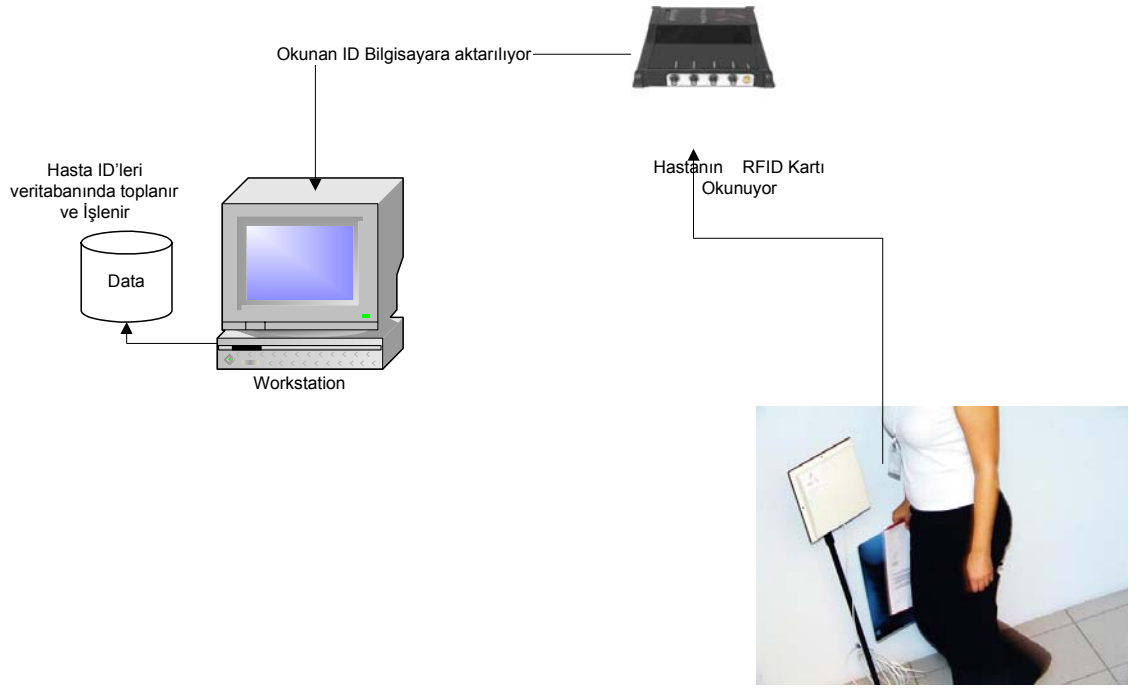 Okunan ID Bilgisayara aktarılıyor
Hasta ID’leri
veritabanında toplanır
ve İşlenir
Data
Workstation
Hastanın RFID Kartı
Okunuyor